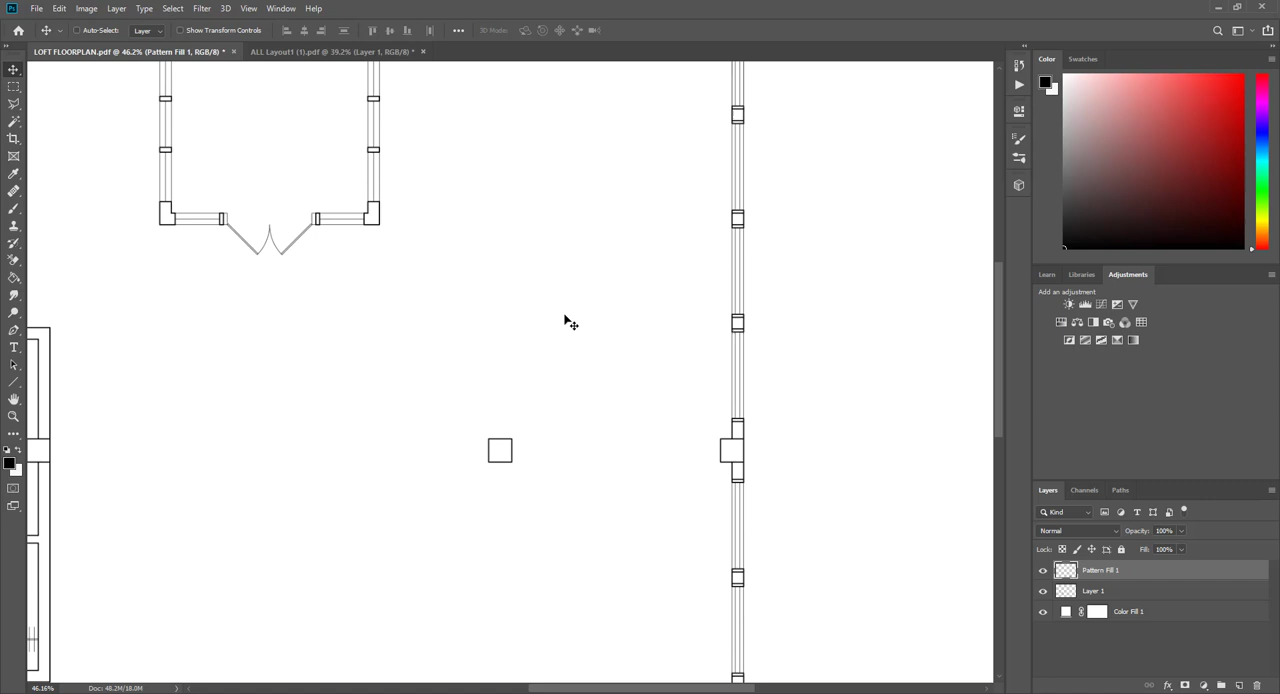 Ps File Edit Image Layer Type Select Filter 3D View Window Help
Auto-Select: Layer Show Transform Controls 3D Mode:
LOFT FLOORPLAN.pdf @ 46.2% (Pattern Fill 1, RGB/8) * × ALL Layout1 (1).pdf @ 39.2% (Layer 1, RGB/8) * ×
Color Swatches
Learn Libraries Adjustments
Add an adjustment
Layers Channels Paths
Kind
Normal Opacity: 100%
Lock: Fill: 100%
Pattern Fill 1
Layer 1
Color Fill 1
46.16% Doc: 48.2M/18.0M